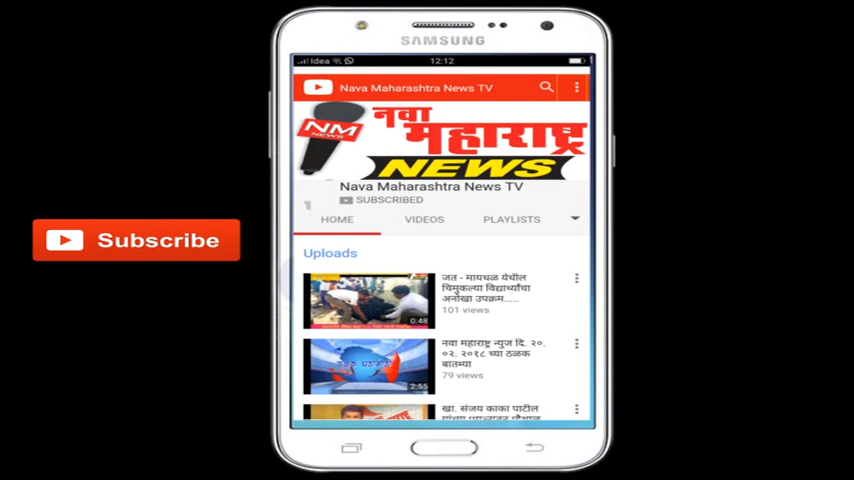 SAMSUNG
Idea
12:12
Nava Maharashtra News TV
NM
NEWS
नवा
महाराष्ट्र
NEWS
Nava Maharashtra News TV
SUBSCRIBED
HOME VIDEOS PLAYLISTS
Subscribe
Uploads
जत - मायथळ येथील
चिमुकल्या विद्यार्थ्यांचा
अनोखा उपक्रम.....
101 views
0:48
नवा महाराष्ट्र न्युज दि. २०.
०२. २०१८ च्या ठळक
बातम्या
79 views
2:55
खा. संजय काका पाटील